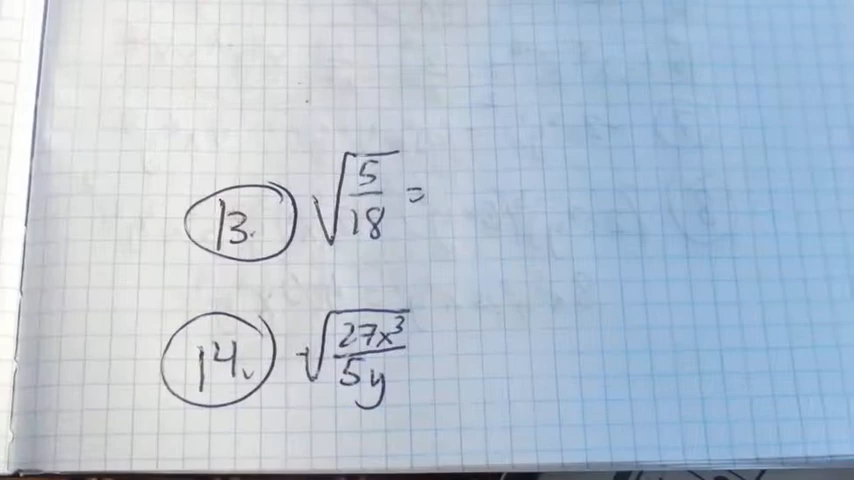 13. √(5/18) =
14. √(27x³/5y)